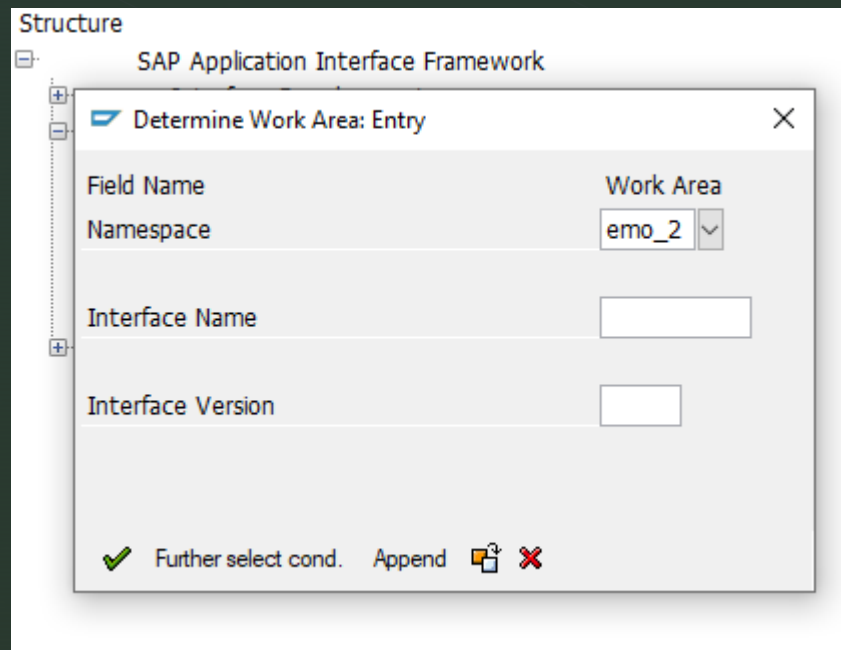 Structure
SAP Application Interface Framework
Determine Work Area: Entry
Field Name Work Area
Namespace emo_2
Interface Name
Interface Version
Further select cond. Append